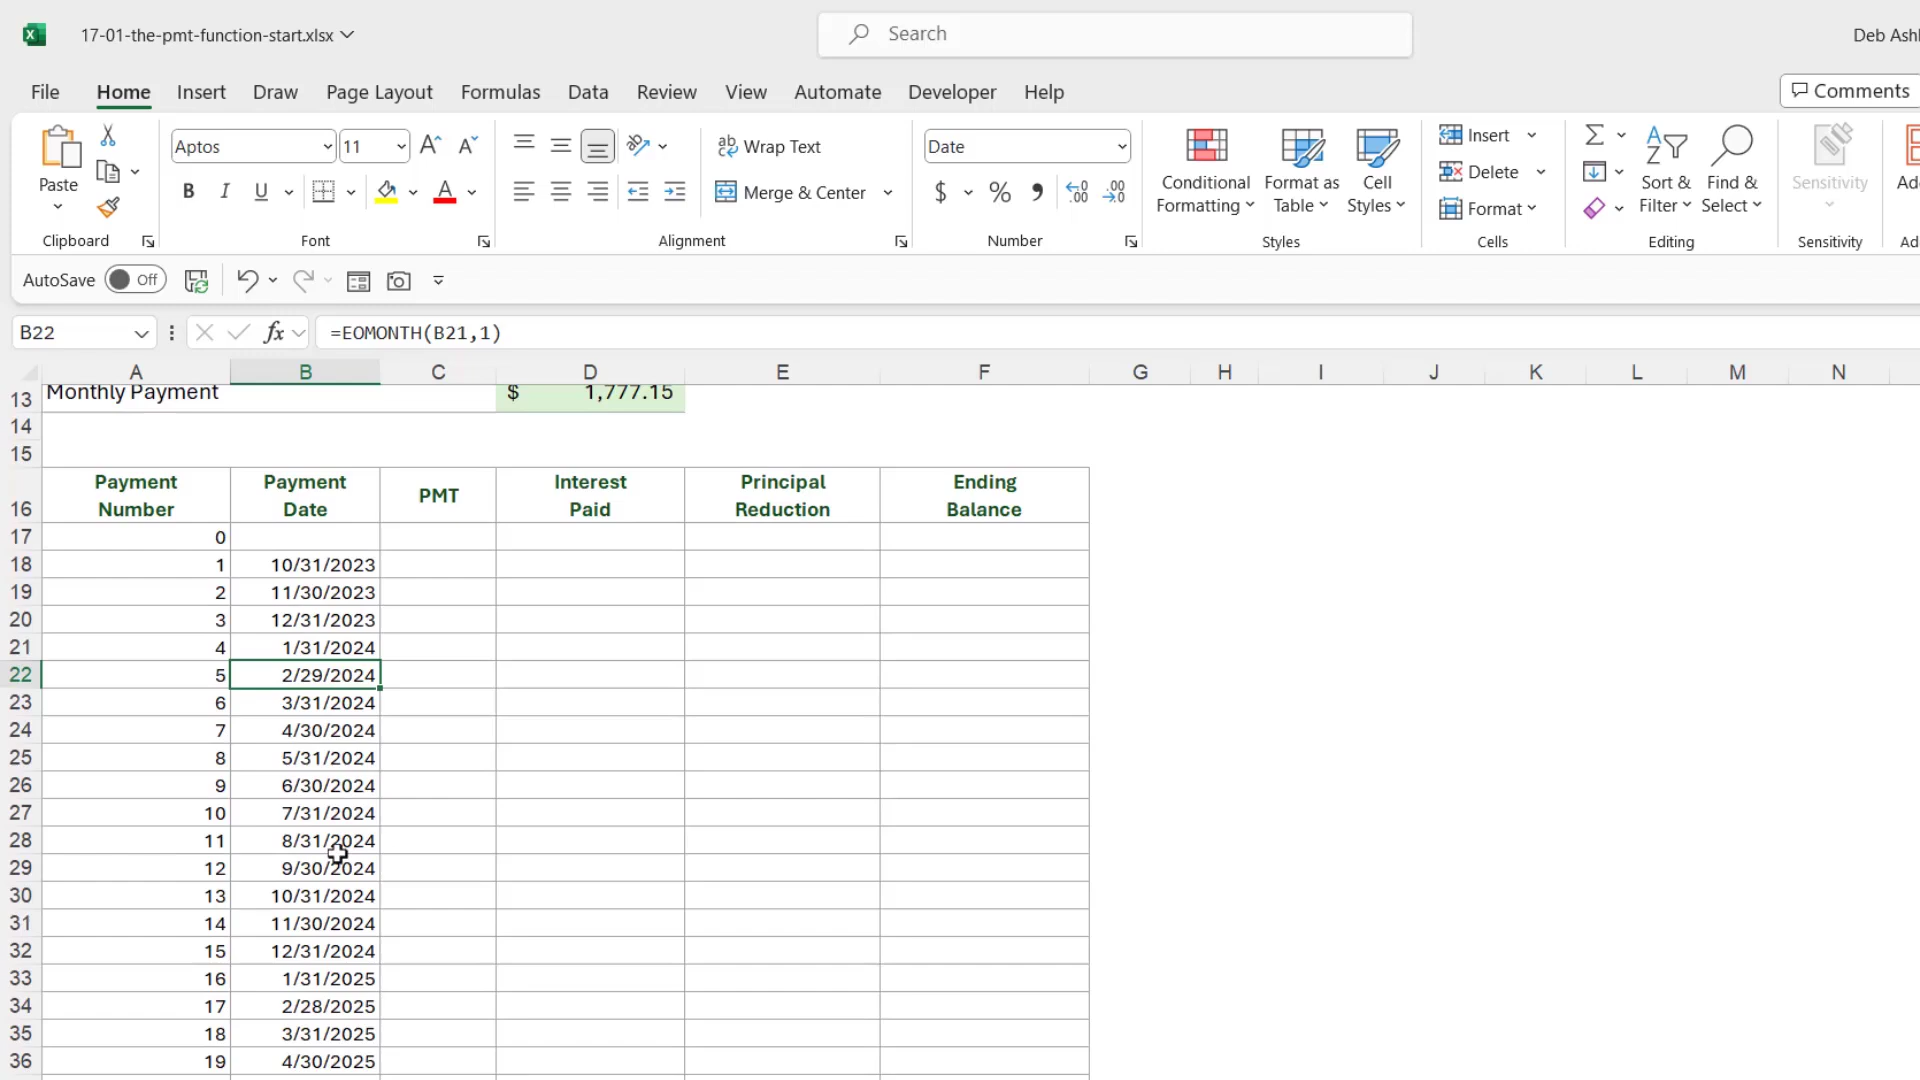 17-01-the-pmt-function-start.xlsx
Search
Deb Ash
File Home Insert Draw Page Layout Formulas Data Review View Automate Developer Help
Comments
Paste
Aptos 11
B I U
Wrap Text
Merge & Center
Date
$ % ,
Conditional Formatting
Format as Table
Cell Styles
Insert
Delete
Format
Sort & Filter
Find & Select
Sensitivity
Clipboard Font Alignment Number Styles Cells Editing Sensitivity
AutoSave Off
B22 fx =EOMONTH(B21,1)
A B C D E F G H I J K L M N
13 Monthly Payment $ 1,777.15
14
15
16 Payment Number Payment Date PMT Interest Paid Principal Reduction Ending Balance
17 0
18 1 10/31/2023
19 2 11/30/2023
20 3 12/31/2023
21 4 1/31/2024
22 5 2/29/2024
23 6 3/31/2024
24 7 4/30/2024
25 8 5/31/2024
26 9 6/30/2024
27 10 7/31/2024
28 11 8/31/2024
29 12 9/30/2024
30 13 10/31/2024
31 14 11/30/2024
32 15 12/31/2024
33 16 1/31/2025
34 17 2/28/2025
35 18 3/31/2025
36 19 4/30/2025